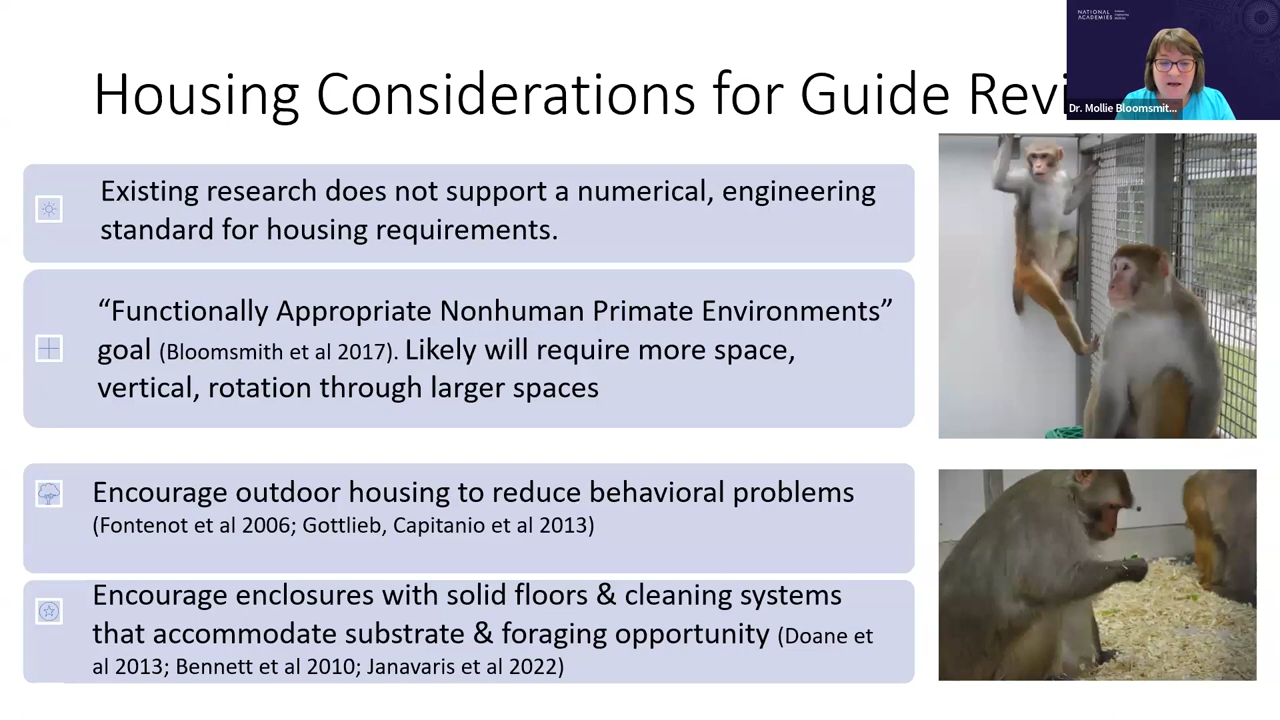 NATIONAL
ACADEMIES
Housing Considerations for Guide Revi
Dr. Mollie Bloomsmit...
Existing research does not support a numerical, engineering
standard for housing requirements.
“Functionally Appropriate Nonhuman Primate Environments”
goal (Bloomsmith et al 2017). Likely will require more space,
vertical, rotation through larger spaces
Encourage outdoor housing to reduce behavioral problems
(Fontenot et al 2006; Gottlieb, Capitanio et al 2013)
Encourage enclosures with solid floors & cleaning systems
that accommodate substrate & foraging opportunity (Doane et
al 2013; Bennett et al 2010; Janavaris et al 2022)